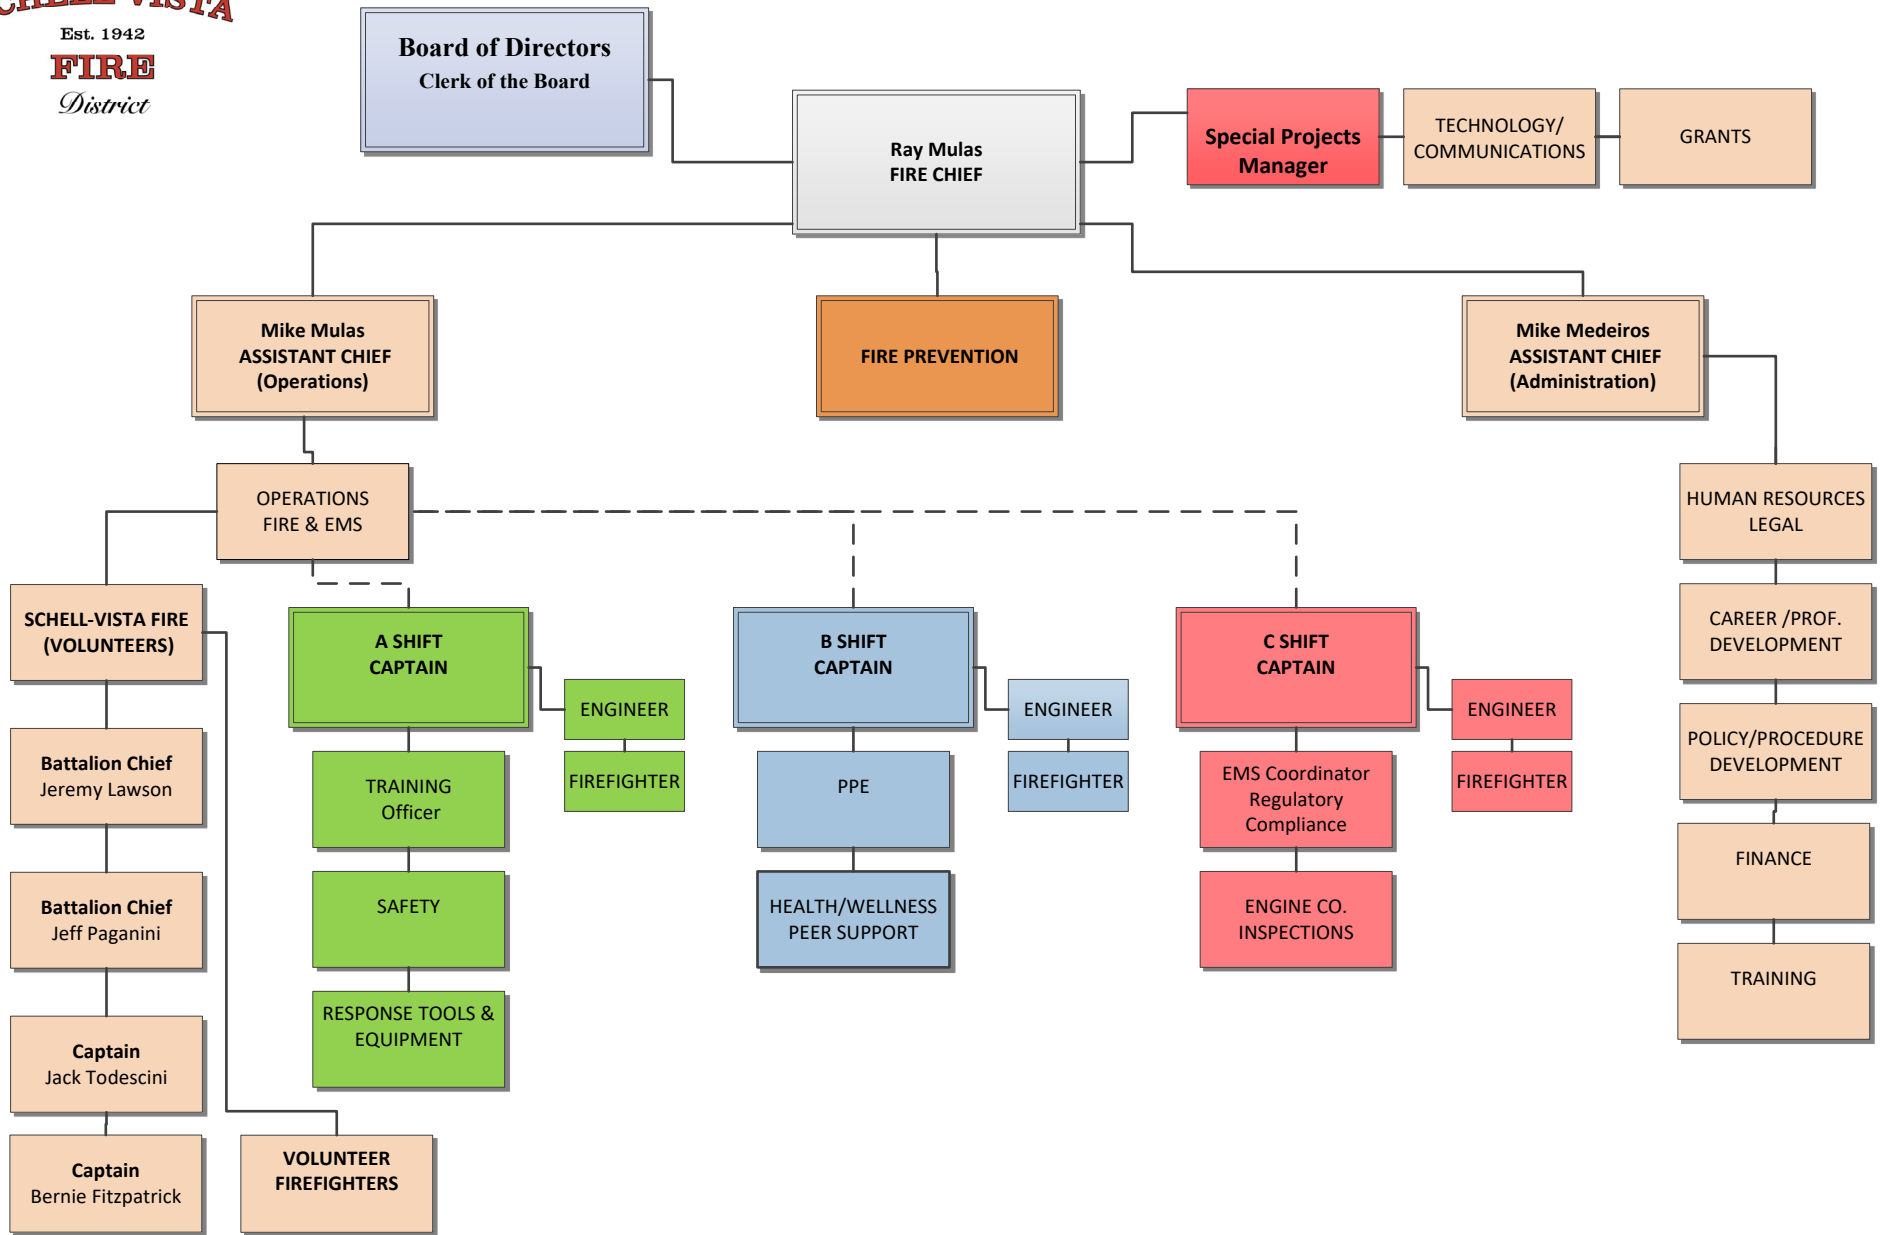 Est. 1942
FIRE
District
Board of Directors
Clerk of the Board
Ray Mulas
FIRE CHIEF
Special Projects
Manager
TECHNOLOGY/
COMMUNICATIONS
GRANTS
Mike Mulas
ASSISTANT CHIEF
(Operations)
FIRE PREVENTION
Mike Medeiros
ASSISTANT CHIEF
(Administration)
OPERATIONS
FIRE & EMS
HUMAN RESOURCES
LEGAL
SCHELL-VISTA FIRE
(VOLUNTEERS)
A SHIFT
CAPTAIN
ENGINEER
FIREFIGHTER
B SHIFT
CAPTAIN
ENGINEER
FIREFIGHTER
C SHIFT
CAPTAIN
ENGINEER
FIREFIGHTER
CAREER /PROF.
DEVELOPMENT
Battalion Chief
Jeremy Lawson
TRAINING
Officer
PPE
EMS Coordinator
Regulatory
Compliance
POLICY/PROCEDURE
DEVELOPMENT
Battalion Chief
Jeff Paganini
SAFETY
HEALTH/WELLNESS
PEER SUPPORT
ENGINE CO.
INSPECTIONS
FINANCE
Captain
Jack Todescini
RESPONSE TOOLS &
EQUIPMENT
TRAINING
Captain
Bernie Fitzpatrick
VOLUNTEER
FIREFIGHTERS